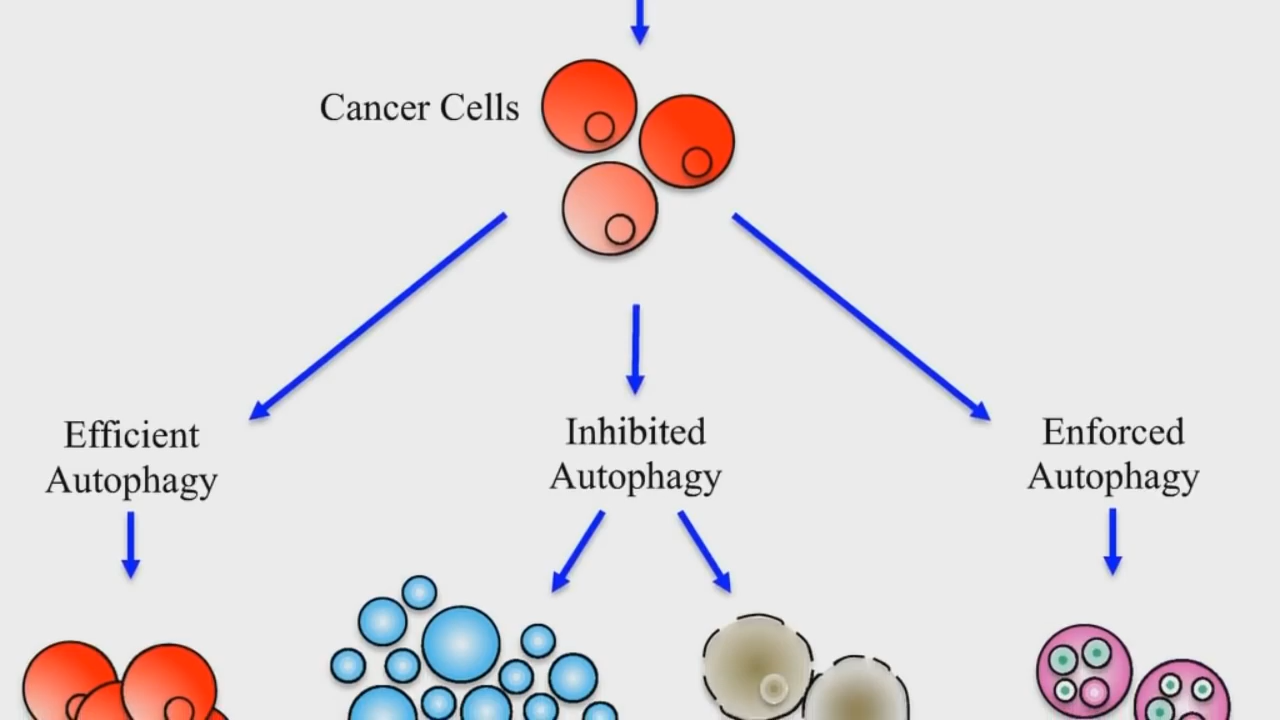 Cancer Cells
Efficient
Autophagy
Inhibited
Autophagy
Enforced
Autophagy